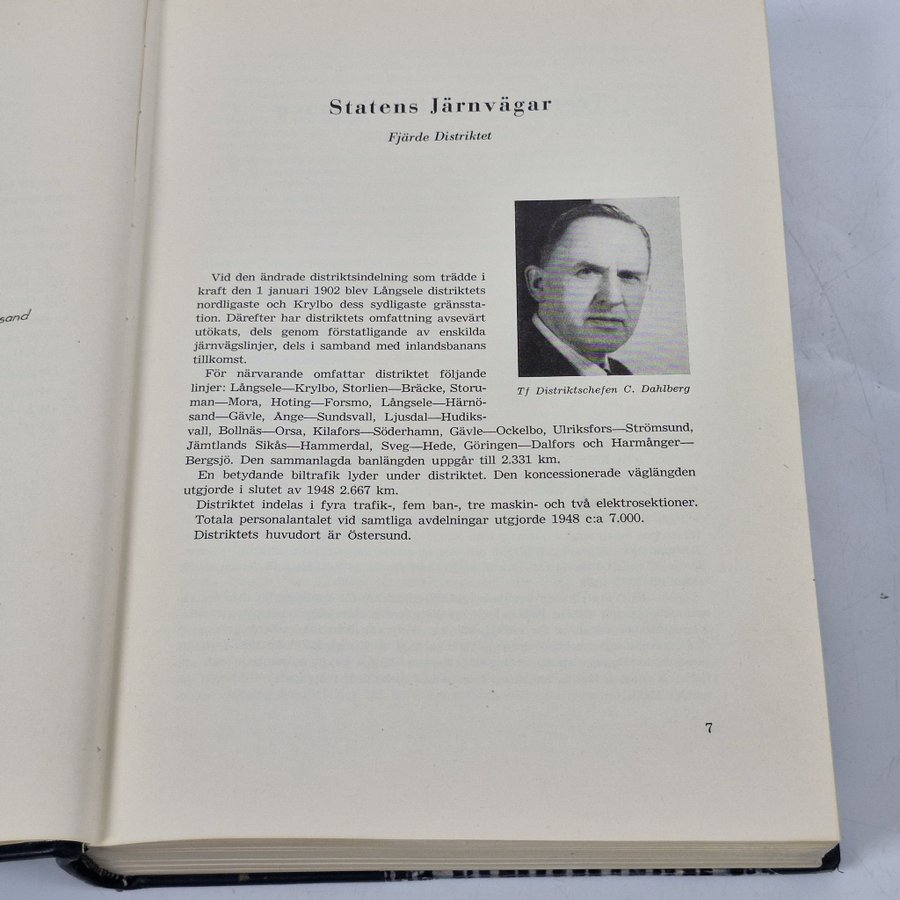 Statens Järnvägar
Fjärde Distriktet
Vid den ändrade distriktsindelning som trädde i
kraft den 1 januari 1902 blev Långsele distriktets
nordligaste och Krylbo dess sydligaste gränssta-
tion. Därefter har distriktets omfattning avsevärt
utökats, dels genom förstatligande av enskilda
järnvägslinjer, dels i samband med inlandsbanans
tillkomst.
För närvarande omfattar distriktet följande
linjer: Långsele—Krylbo, Storlien—Bräcke, Storu-
man—Mora, Hoting—Forsmo, Långsele—Härnö-
sand—Gävle, Ånge—Sundsvall, Ljusdal—Hudiks-
vall, Bollnäs—Orsa, Kilafors—Söderhamn, Gävle—Ockelbo, Ulriksfors—Strömsund,
Jämtlands Sikås—Hammerdal, Sveg—Hede, Göringen—Dalfors och Harmånger—
Bergsjö. Den sammanlagda banlängden uppgår till 2.331 km.
En betydande biltrafik lyder under distriktet. Den koncessionerade väglängden
utgjorde i slutet av 1948 2.667 km.
Distriktet indelas i fyra trafik-, fem ban-, tre maskin- och två elektrosektioner.
Totala personalantalet vid samtliga avdelningar utgjorde 1948 c:a 7.000.
Distriktets huvudort är Östersund.
Tf Distriktschefen C. Dahlberg
7
sand